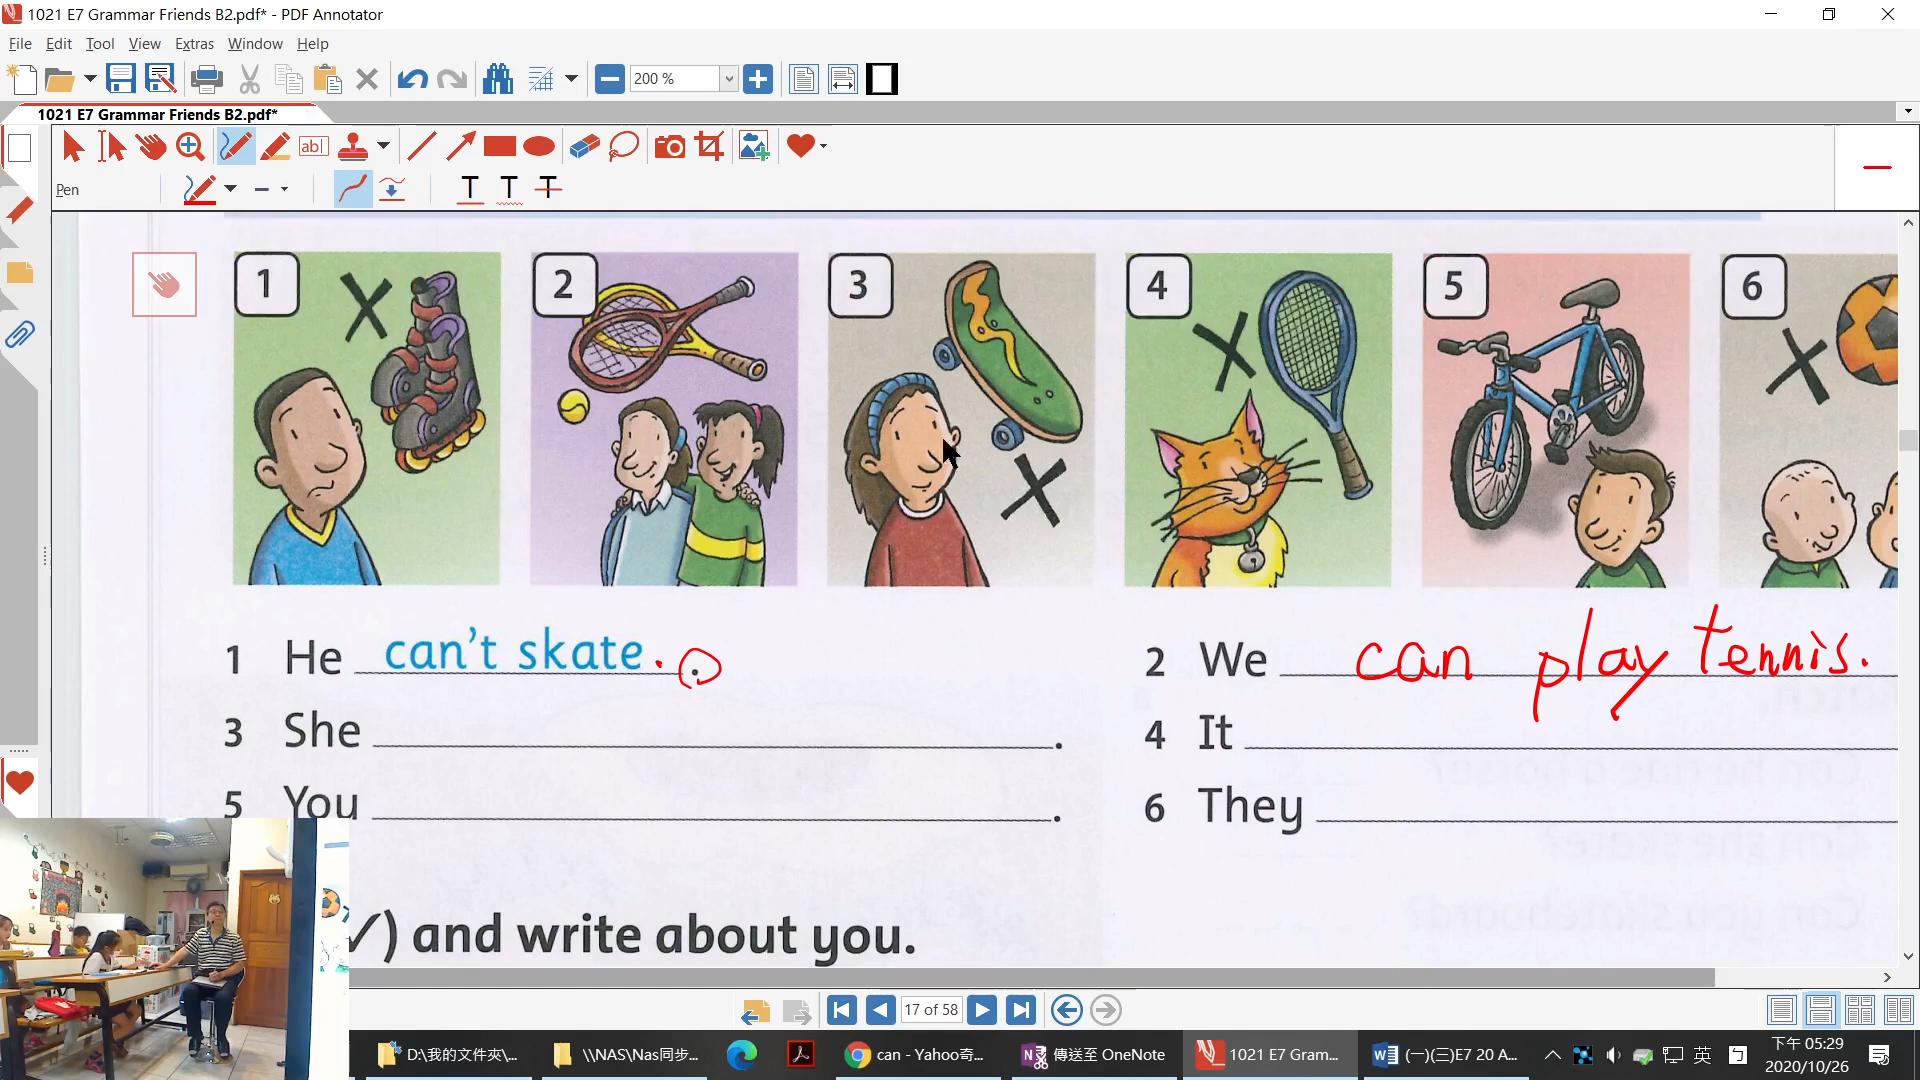 1021 E7 Grammar Friends B2.pdf* - PDF Annotator
File Edit Tool View Extras Window Help
200 %
1021 E7 Grammar Friends B2.pdf*
ab|
Pen
T T T
1 2 3 4 5 6
1 He can't skate. .
2 We can play tennis.
3 She .
4 It
5 You .
6 They
✓) and write about you.
17 of 58
D:\我的文件夾\...
\\NAS\Nas同步...
can - Yahoo奇...
傳送至 OneNote
1021 E7 Gram...
(一)(三)E7 20 A...
英
下午 05:29
2020/10/26